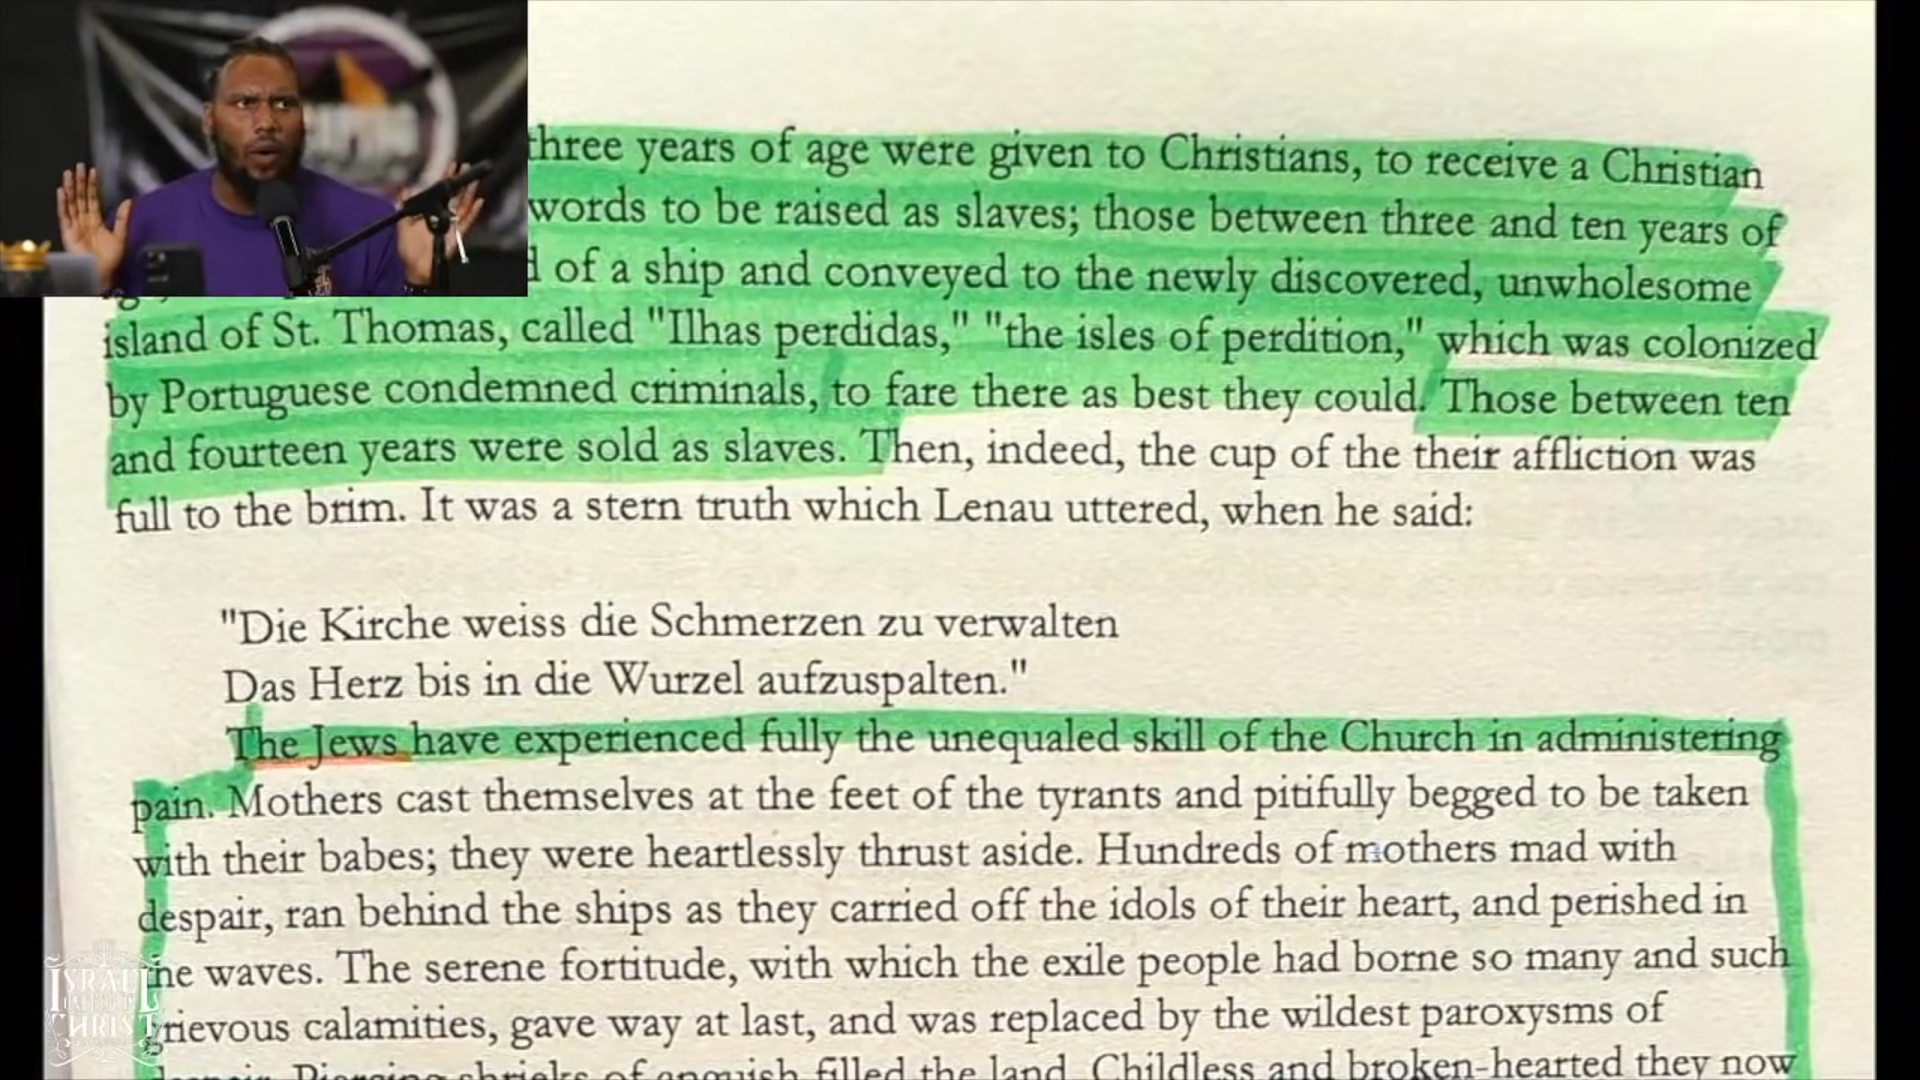 three years of age were given to Christians, to receive a Christian
words to be raised as slaves; those between three and ten years of
of a ship and conveyed to the newly discovered, unwholesome
island of St. Thomas, called "Ilhas perdidas," "the isles of perdition," which was colonized
by Portuguese condemned criminals, to fare there as best they could. Those between ten
and fourteen years were sold as slaves. Then, indeed, the cup of the their affliction was
full to the brim. It was a stern truth which Lenau uttered, when he said:
"Die Kirche weiss die Schmerzen zu verwalten
Das Herz bis in die Wurzel aufzuspalten."
The Jews have experienced fully the unequaled skill of the Church in administering
pain. Mothers cast themselves at the feet of the tyrants and pitifully begged to be taken
with their babes; they were heartlessly thrust aside. Hundreds of mothers mad with
despair, ran behind the ships as they carried off the idols of their heart, and perished in
he waves. The serene fortitude, with which the exile people had borne so many and such
grievous calamities, gave way at last, and was replaced by the wildest paroxysms of
despair. Piercing shrieks of anguish filled the land. Childless and broken-hearted they now
ISRAEL
UNITED IN
CHRIST